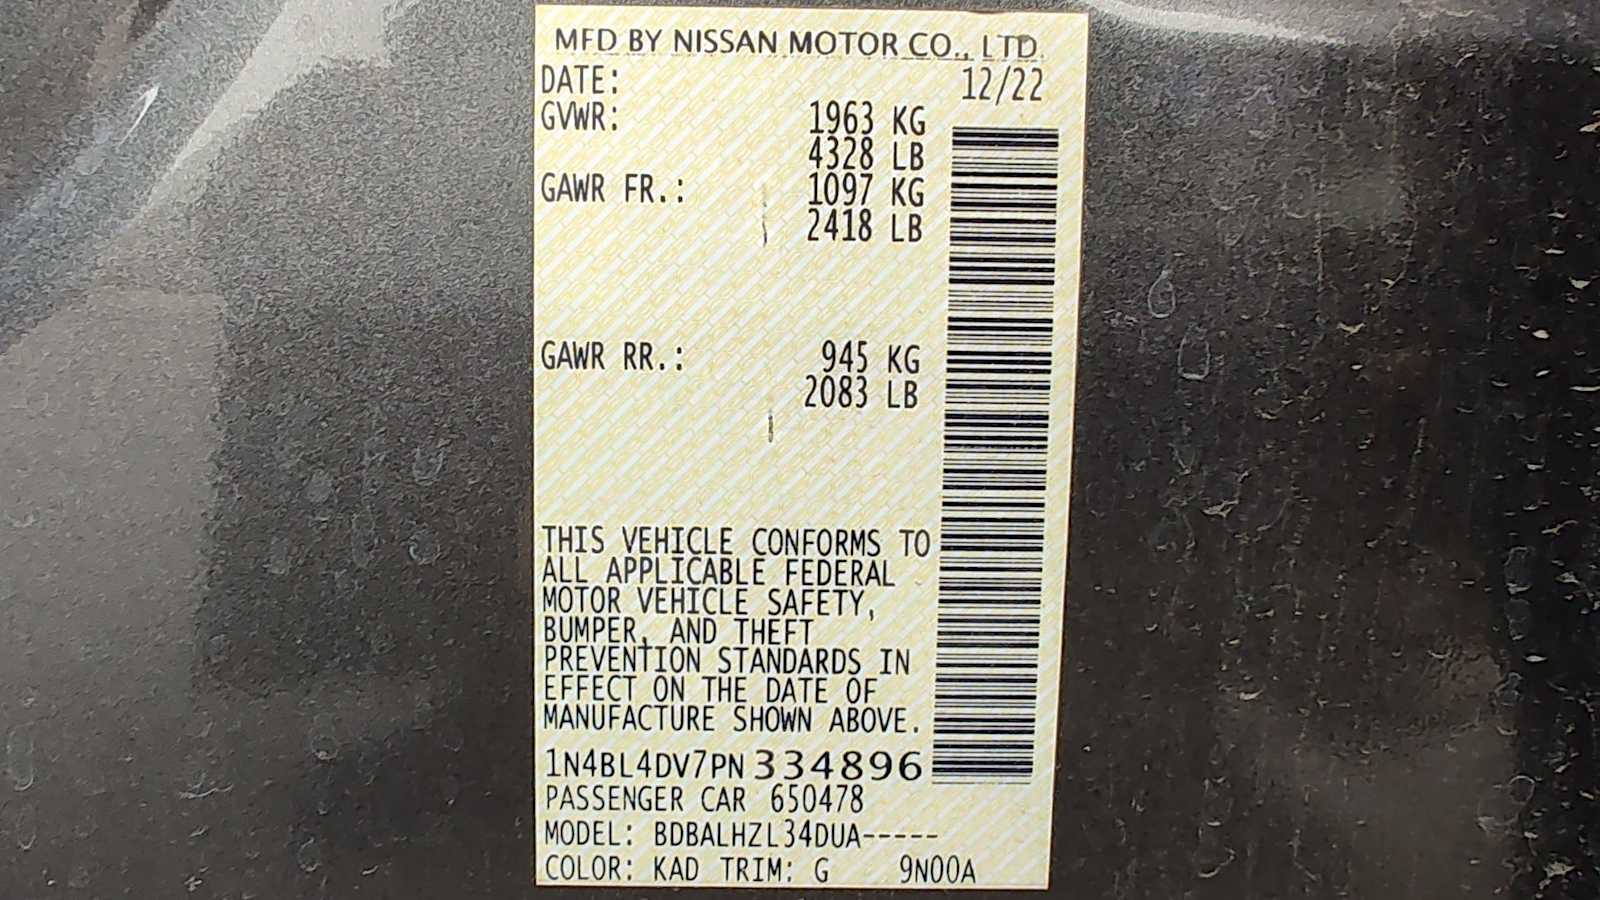 MFD BY NISSAN MOTOR CO., LTD.
DATE: 12/22
GVWR: 1963 KG
4328 LB
GAWR FR.: 1097 KG
2418 LB
GAWR RR.: 945 KG
2083 LB
THIS VEHICLE CONFORMS TO
ALL APPLICABLE FEDERAL
MOTOR VEHICLE SAFETY,
BUMPER, AND THEFT
PREVENTION STANDARDS IN
EFFECT ON THE DATE OF
MANUFACTURE SHOWN ABOVE.
1N4BL4DV7PN334896
PASSENGER CAR 650478
MODEL: BDBALHZL34DUA-----
COLOR: KAD TRIM: G 9N00A